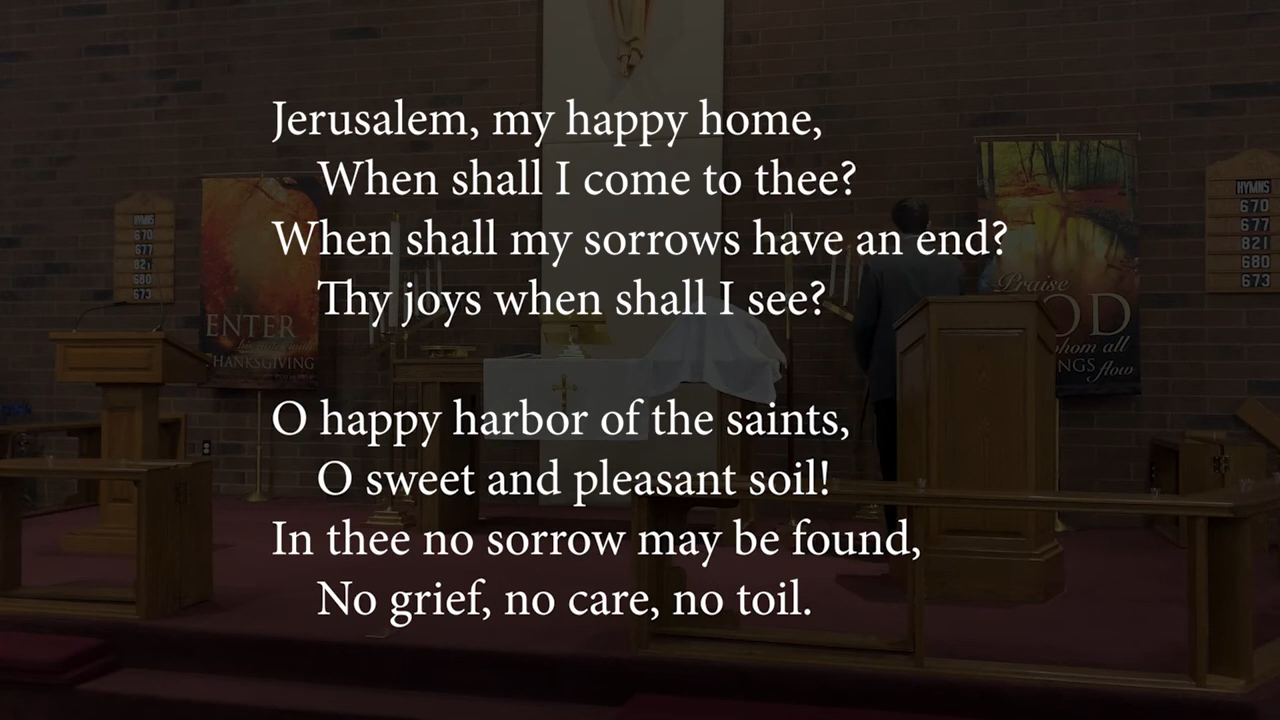 Jerusalem, my happy home,
When shall I come to thee?
When shall my sorrows have an end?
Thy joys when shall I see?
O happy harbor of the saints,
O sweet and pleasant soil!
In thee no sorrow may be found,
No grief, no care, no toil.
HYMNS
670
677
821
680
673
ENTER
THANKSGIVING
Praise
GOD
whom all
flow
HYMNS
670
677
821
680
673